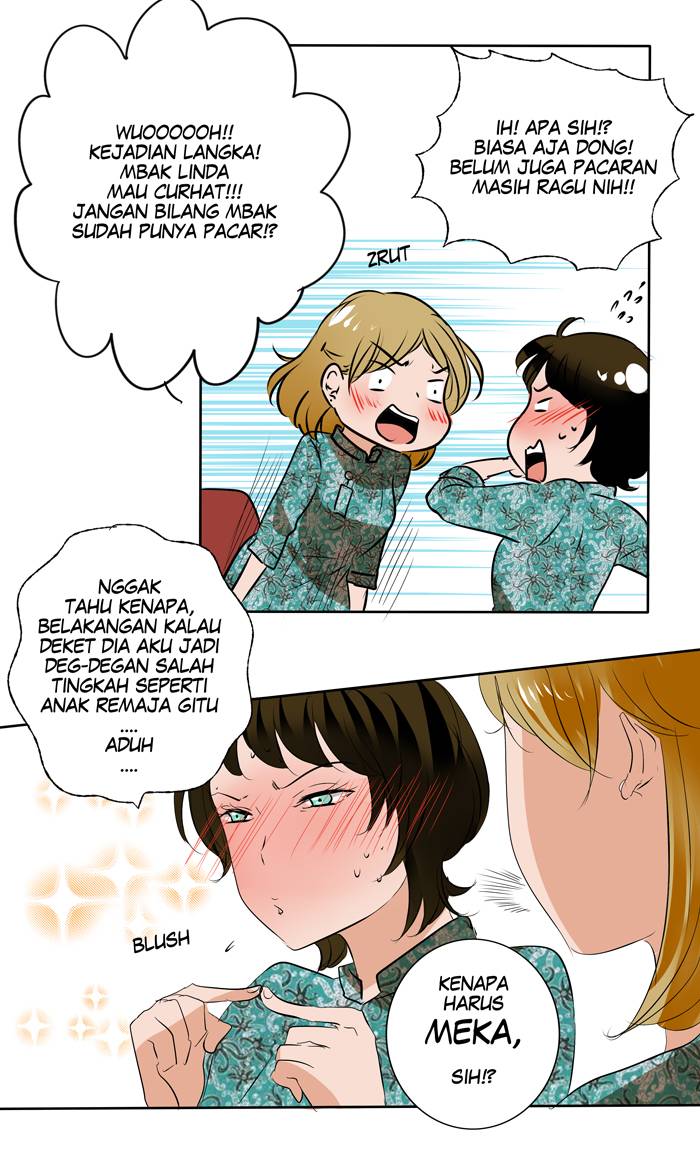 WUOOOOOH!!
KEJADIAN LANGKA!
MBAK LINDA
MAU CURHAT!!!
JANGAN BILANG MBAK
SUDAH PUNYA PACAR!?
IH! APA SIH!?
BIASA AJA DONG!
BELUM JUGA PACARAN
MASIH RAGU NIH!!
ZRUT
NGGAK
TAHU KENAPA,
BELAKANGAN KALAU
DEKET DIA AKU JADI
DEG-DEGAN SALAH
TINGKAH SEPERTI
ANAK REMAJA GITU
....
ADUH
....
BLUSH
KENAPA
HARUS
MEKA,
SIH!?